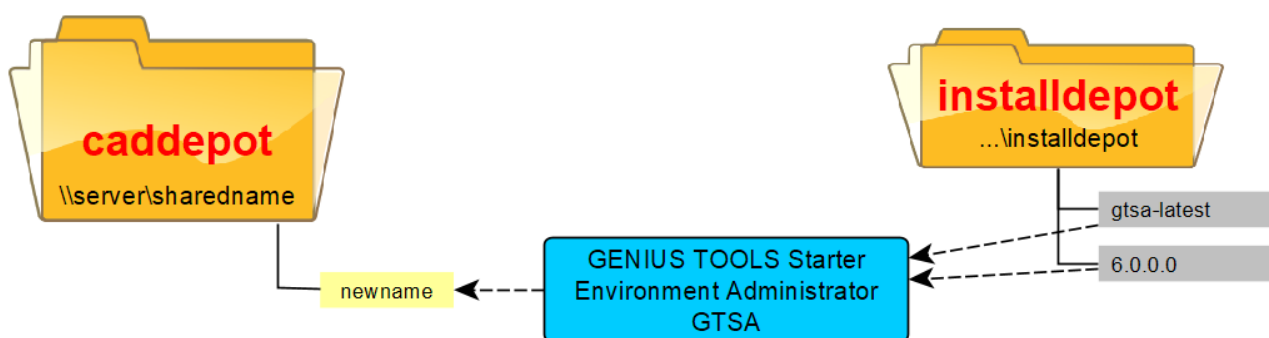 caddepot
\\server\sharedname
installdepot
...\installdepot
gtsa-latest
6.0.0.0
GENIUS TOOLS Starter
Environment Administrator
GTSA
newname